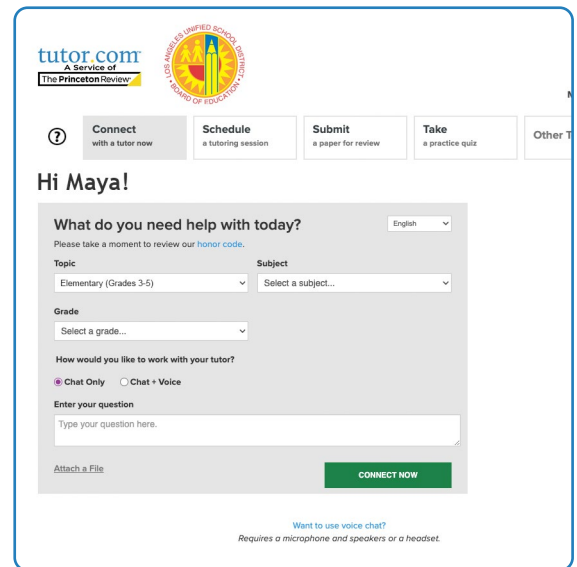 tutor.com
A Service of
The Princeton Review
LOS ANGELES UNIFIED SCHOOL DISTRICT
BOARD OF EDUCATION
?
Connect
with a tutor now
Schedule
a tutoring session
Submit
a paper for review
Take
a practice quiz
Other T
Hi Maya!
What do you need help with today?
English
Please take a moment to review our honor code.
Topic
Subject
Elementary (Grades 3-5)
Select a subject...
Grade
Select a grade...
How would you like to work with your tutor?
Chat Only
Chat + Voice
Enter your question
Type your question here.
Attach a File
CONNECT NOW
Want to use voice chat?
Requires a microphone and speakers or a headset.